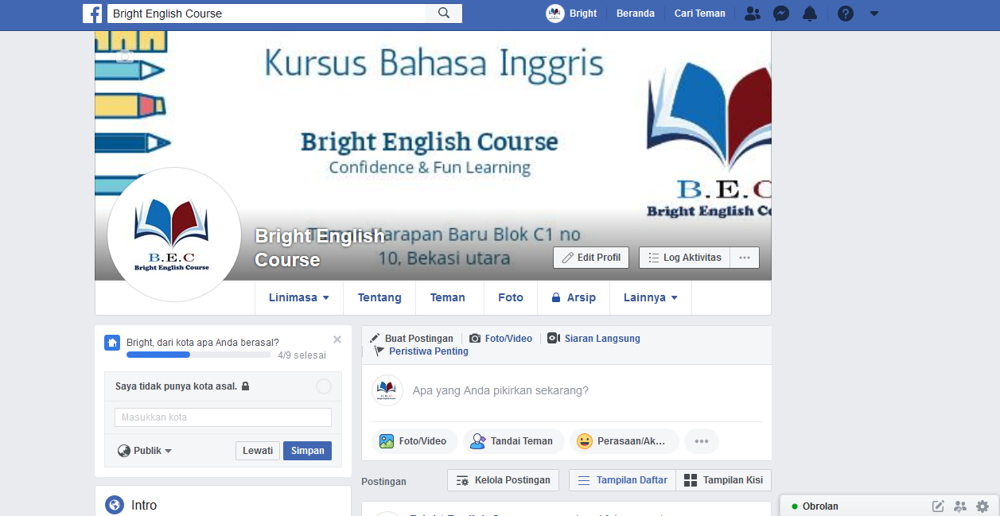 Bright English Course
Bright
Beranda
Cari Teman
Kursus Bahasa Inggris
Bright English Course
Confidence & Fun Learning
B.E.C
Bright English
Harapan Baru Blok C1 no
10, Bekasi utara
B.E.C
Bright English Course
Bright English
Course
Edit Profil
Log Aktivitas
Linimasa
Tentang
Teman
Foto
Arsip
Lainnya
Bright, dari kota apa Anda berasal?
4/9 selesai
Saya tidak punya kota asal.
Masukkan kota
Publik
Lewati
Simpan
Intro
Buat Postingan
Foto/Video
Siaran Langsung
Peristiwa Penting
Apa yang Anda pikirkan sekarang?
Foto/Video
Tandai Teman
Perasaan/Ak...
Postingan
Kelola Postingan
Tampilan Daftar
Tampilan Kisi
Obrolan